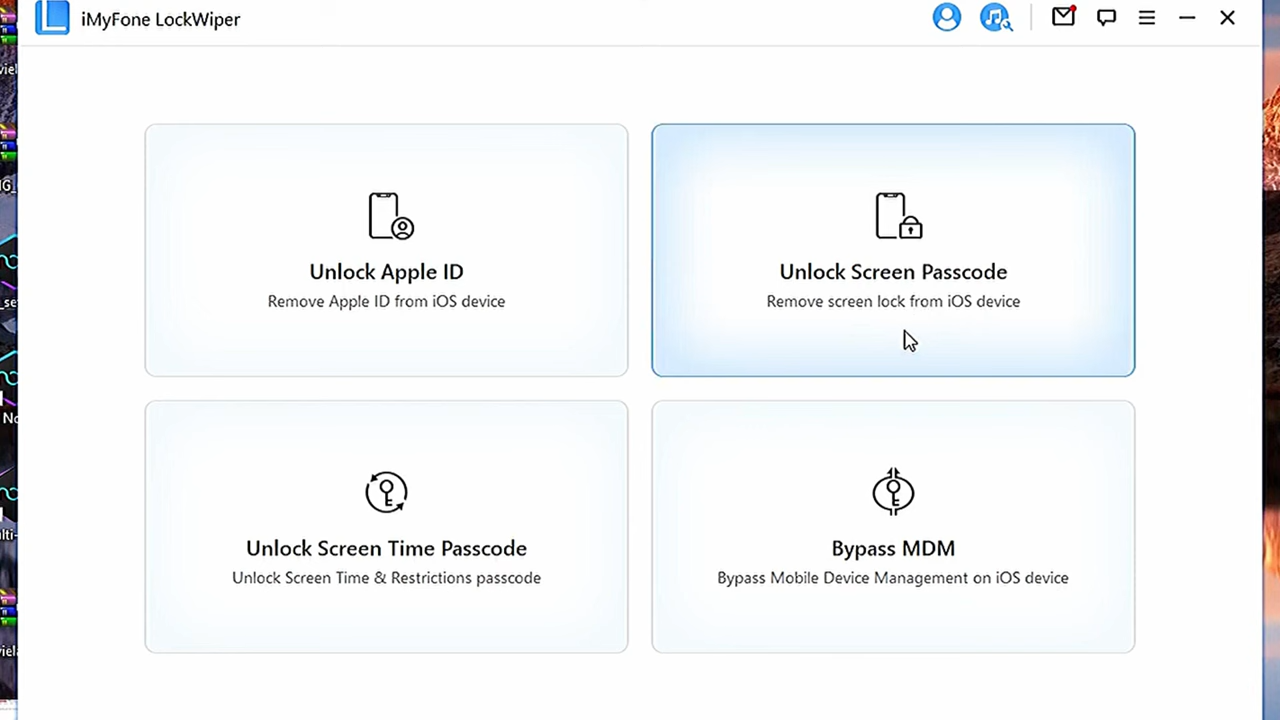 iMyFone LockWiper
Unlock Apple ID
Remove Apple ID from iOS device
Unlock Screen Passcode
Remove screen lock from iOS device
Unlock Screen Time Passcode
Unlock Screen Time & Restrictions passcode
Bypass MDM
Bypass Mobile Device Management on iOS device